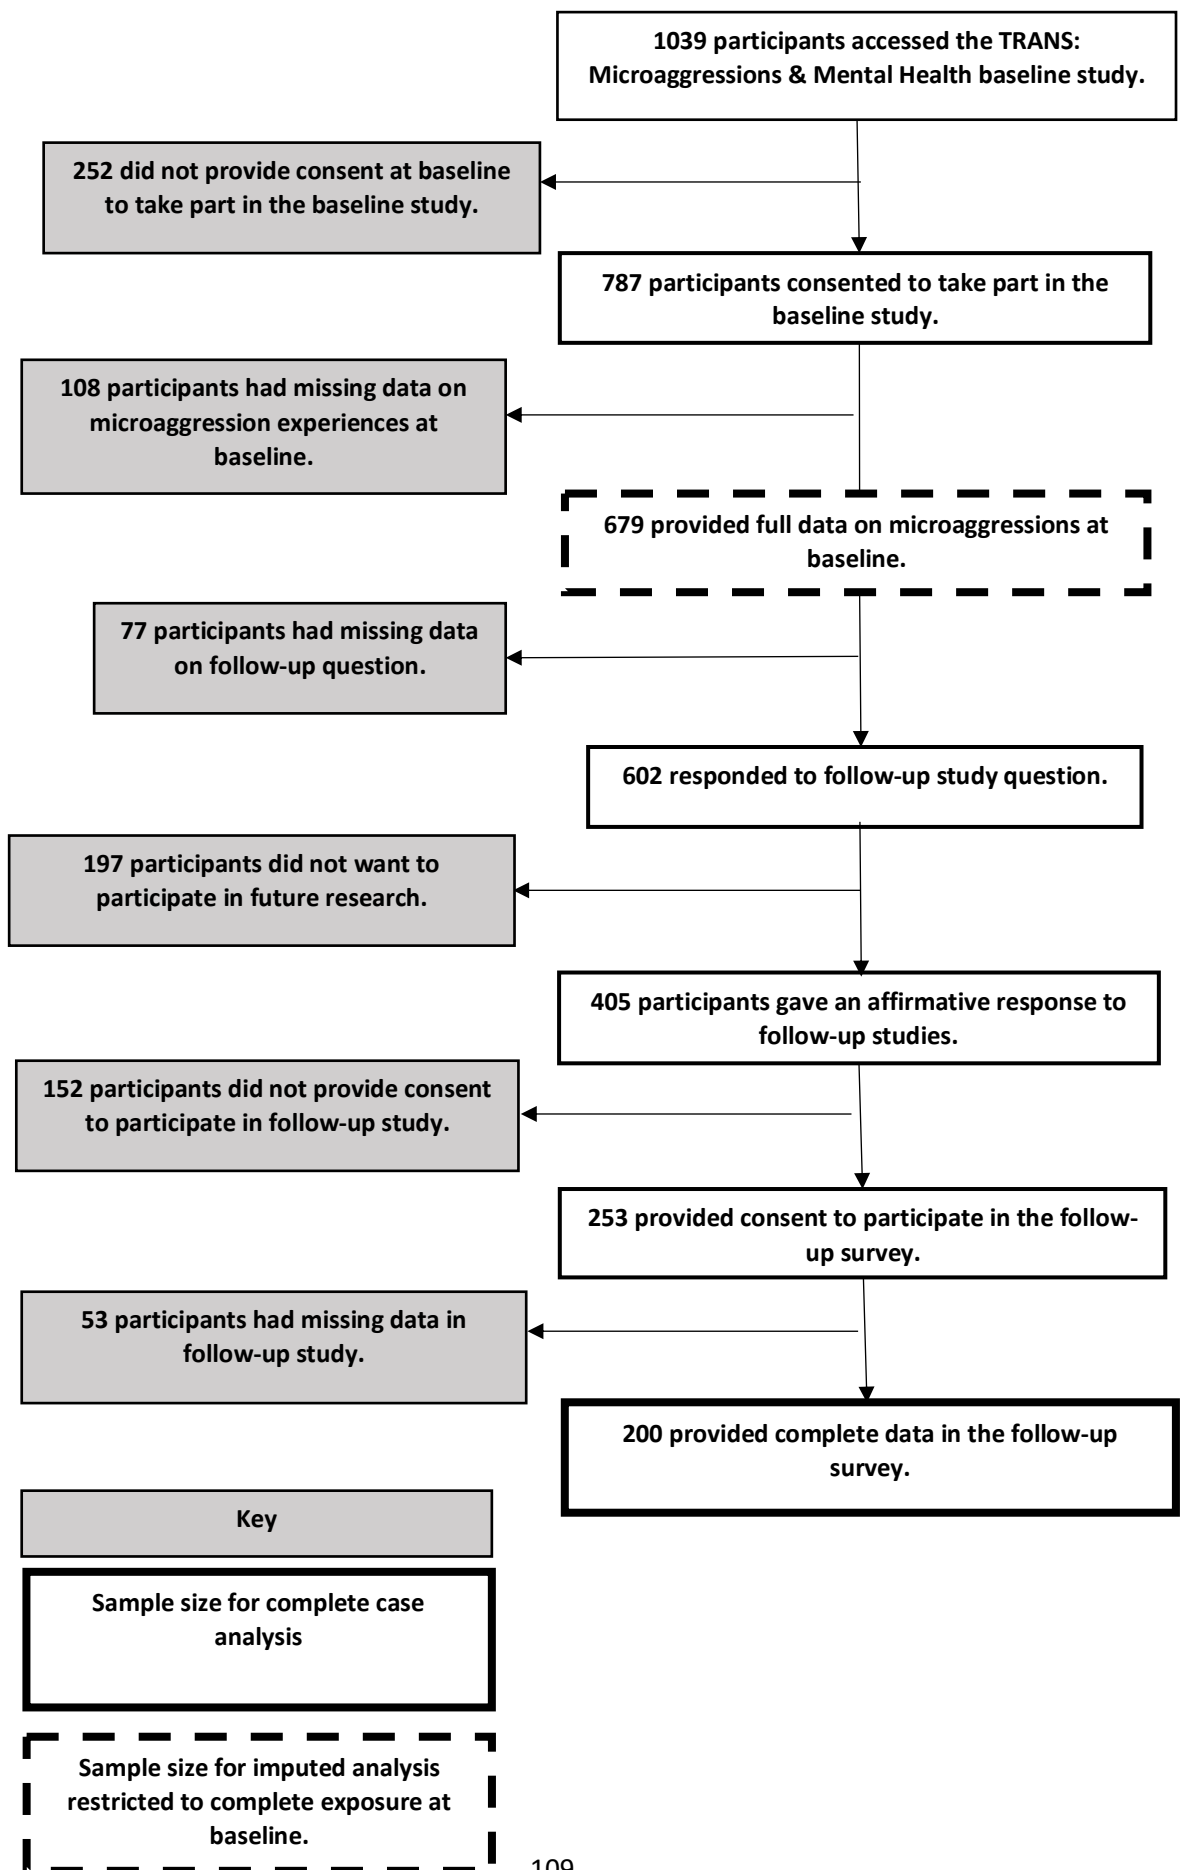 1039 participants accessed the TRANS:
Microaggressions & Mental Health baseline study.
252 did not provide consent at baseline
to take part in the baseline study.
787 participants consented to take part in the
baseline study.
108 participants had missing data on
microaggression experiences at
baseline.
679 provided full data on microaggressions at
baseline.
77 participants had missing data
on follow-up question.
602 responded to follow-up study question.
197 participants did not want to
participate in future research.
405 participants gave an affirmative response to
follow-up studies.
152 participants did not provide consent
to participate in follow-up study.
253 provided consent to participate in the follow-
up survey.
53 participants had missing data in
follow-up study.
200 provided complete data in the follow-up
survey.
Key
Sample size for complete case
analysis
Sample size for imputed analysis
restricted to complete exposure at
baseline.
109